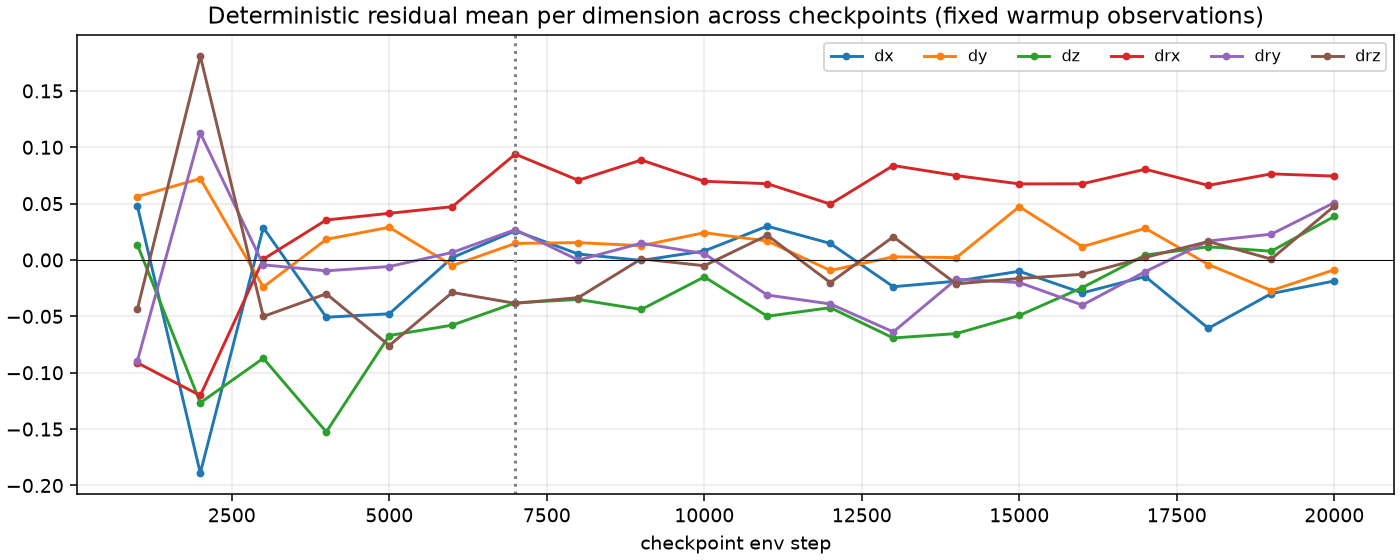 Deterministic residual mean per dimension across checkpoints (fixed warmup observations)
dx dy dz drx dry drz
0.15
0.10
0.05
0.00
−0.05
−0.10
−0.15
−0.20
2500 5000 7500 10000 12500 15000 17500 20000
checkpoint env step